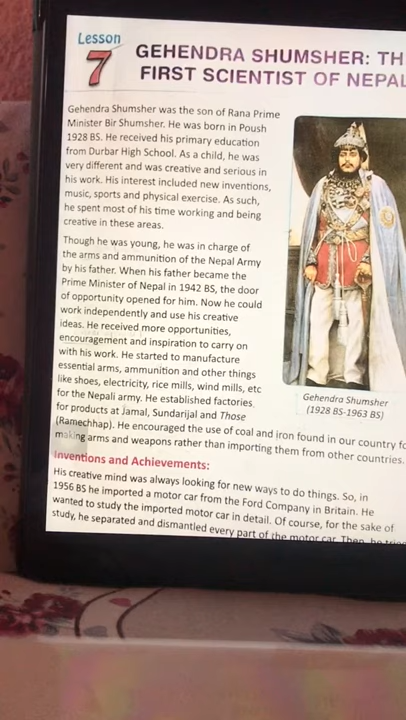 Lesson
7
GEHENDRA SHUMSHER: TH
FIRST SCIENTIST OF NEPAL
Gehendra Shumsher was the son of Rana Prime
Minister Bir Shumsher. He was born in Poush
1928 BS. He received his primary education
from Durbar High School. As a child, he was
very different and was creative and serious in
his work. His interest included new inventions,
music, sports and physical exercise. As such,
he spent most of his time working and being
creative in these areas.
Though he was young, he was in charge of
the arms and ammunition of the Nepal Army
by his father. When his father became the
Prime Minister of Nepal in 1942 BS, the door
of opportunity opened for him. Now he could
work independently and use his creative
ideas. He received more opportunities,
encouragement and inspiration to carry on
with his work. He started to manufacture
essential arms, ammunition and other things
like shoes, electricity, rice mills, wind mills, etc
for the Nepali army. He established factories
for products at Jamal, Sundarijal and Those
(Ramechhap). He encouraged the use of coal and iron found in our country fo
making arms and weapons rather than importing them from other countries.
Gehendra Shumsher
(1928 BS-1963 BS)
Inventions and Achievements:
His creative mind was always looking for new ways to do things. So, in
1956 BS he imported a motor car from the Ford Company in Britain. He
wanted to study the imported motor car in detail. Of course, for the sake of
study, he separated and dismantled every part of the motor car. Then, he